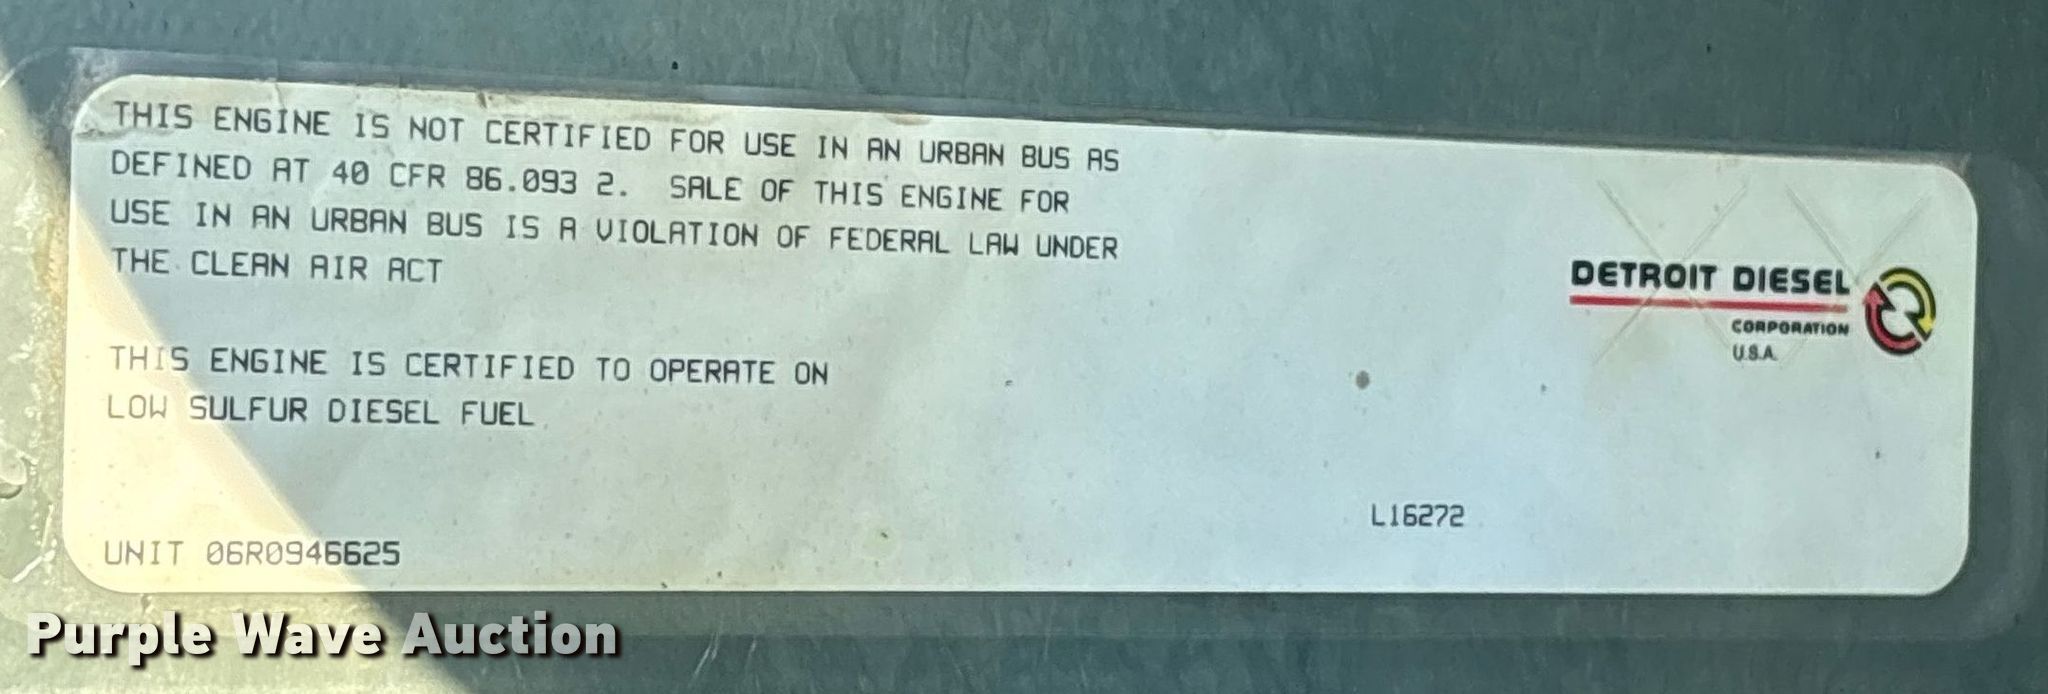 THIS ENGINE IS NOT CERTIFIED FOR USE IN AN URBAN BUS AS
DEFINED AT 40 CFR 86.093 2. SALE OF THIS ENGINE FOR
USE IN AN URBAN BUS IS A VIOLATION OF FEDERAL LAW UNDER
THE CLEAN AIR ACT
DETROIT DIESEL
CORPORATION
U.S.A.
THIS ENGINE IS CERTIFIED TO OPERATE ON
LOW SULFUR DIESEL FUEL
L16272
UNIT 06R0946625
Purple Wave Auction